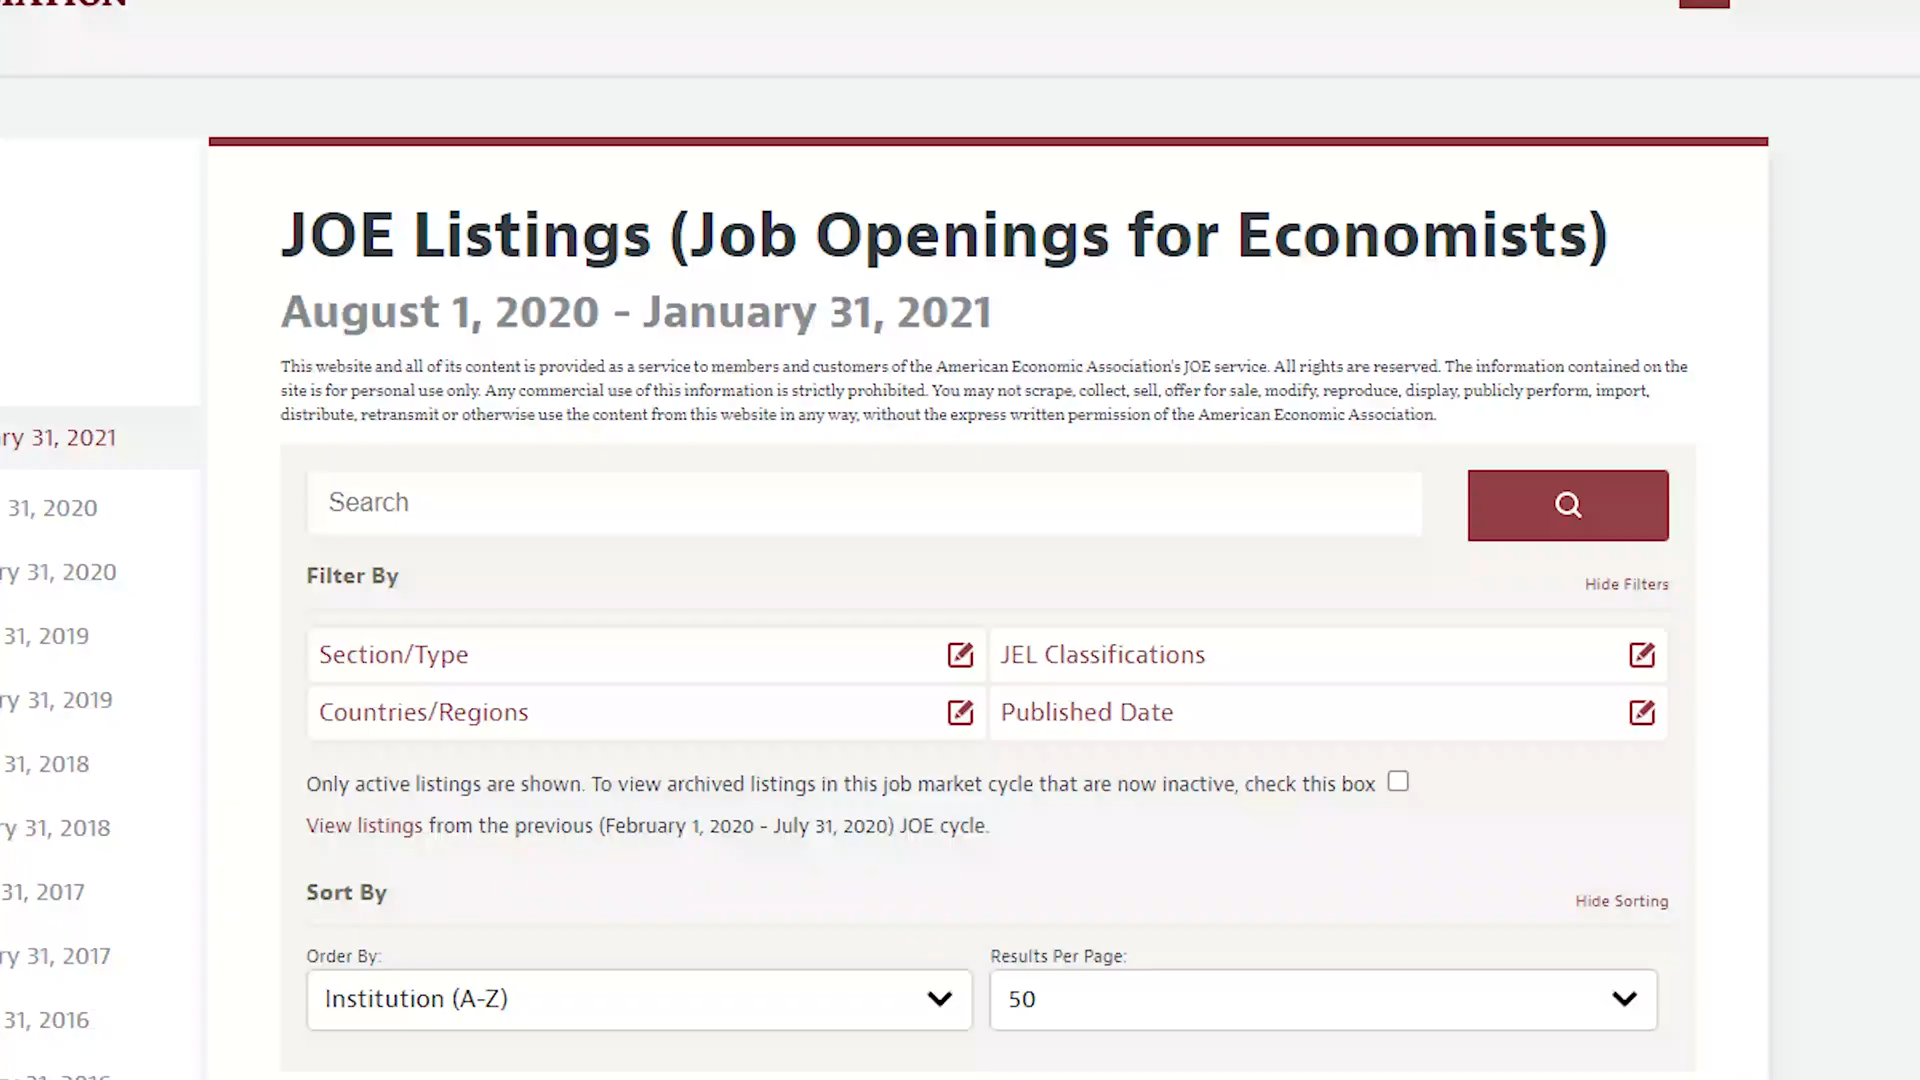 JOE Listings (Job Openings for Economists)
August 1, 2020 - January 31, 2021
This website and all of its content is provided as a service to members and customers of the American Economic Association's JOE service. All rights are reserved. The information contained on the
site is for personal use only. Any commercial use of this information is strictly prohibited. You may not scrape, collect, sell, offer for sale, modify, reproduce, display, publicly perform, import,
distribute, retransmit or otherwise use the content from this website in any way, without the express written permission of the American Economic Association.
ry 31, 2021
31, 2020
ry 31, 2020
31, 2019
ry 31, 2019
31, 2018
ry 31, 2018
31, 2017
ry 31, 2017
31, 2016
Search
Filter By
Hide Filters
Section/Type
JEL Classifications
Countries/Regions
Published Date
Only active listings are shown. To view archived listings in this job market cycle that are now inactive, check this box
View listings from the previous (February 1, 2020 - July 31, 2020) JOE cycle.
Sort By
Hide Sorting
Order By:
Results Per Page:
Institution (A-Z)
50